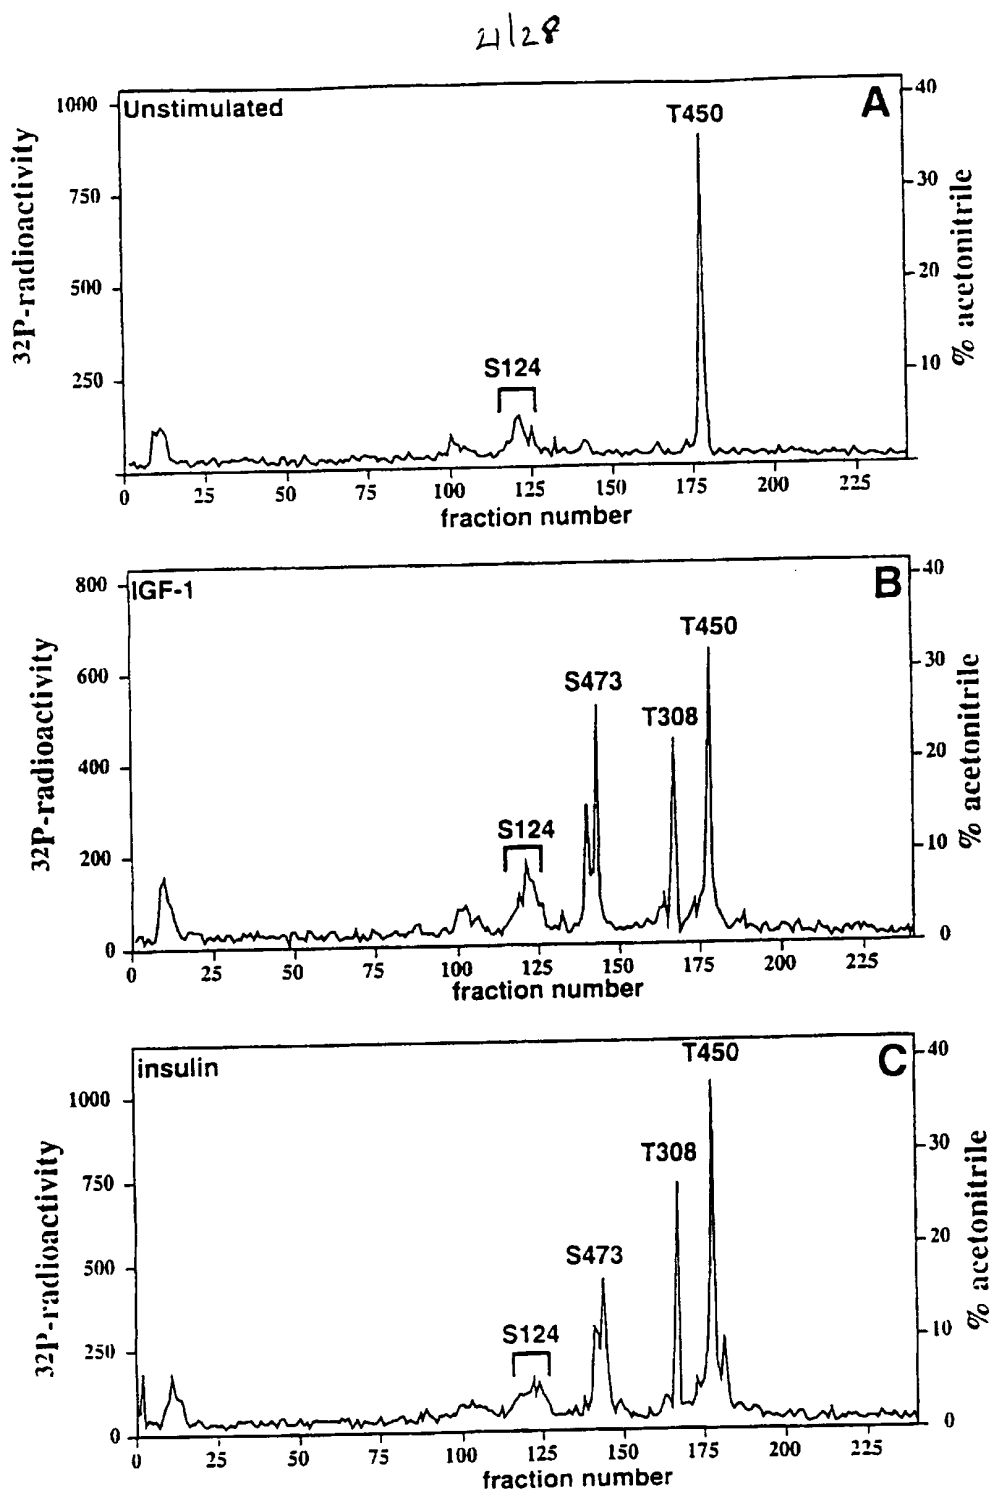 21/28
Unstimulated
A
1000
750
500
250
40
30
20
10
T450
S124
32P-radioactivity
% acetonitrile
0 25 50 75 100 125 150 175 200 225
fraction number
IGF-1
B
800
600
400
200
0
40
30
20
10
0
T450
S473
T308
S124
32P-radioactivity
% acetonitrile
0 25 50 75 100 125 150 175 200 225
fraction number
insulin
C
1000
750
500
250
0
40
30
20
10
0
T450
T308
S473
S124
32P-radioactivity
% acetonitrile
0 25 50 75 100 125 150 175 200 225
fraction number